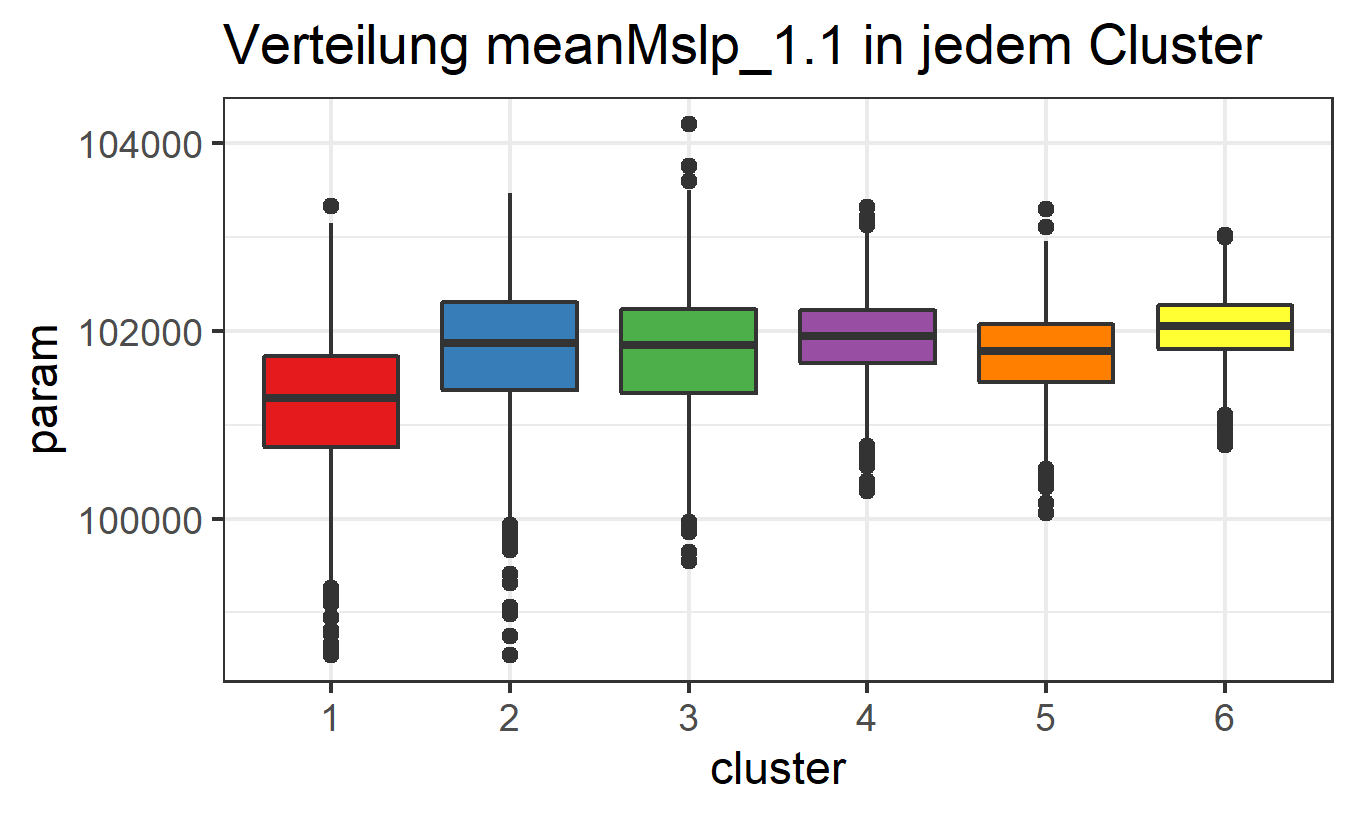 Verteilung meanMslp_1.1 in jedem Cluster
param
104000
102000
100000
1 2 3 4 5 6
cluster